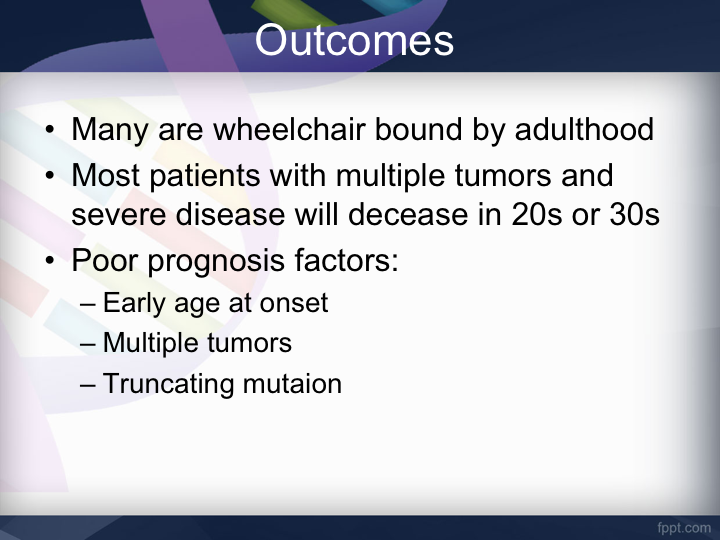 Outcomes
• Many are wheelchair bound by adulthood
• Most patients with multiple tumors and
severe disease will decease in 20s or 30s
• Poor prognosis factors:
– Early age at onset
– Multiple tumors
– Truncating mutaion
fppt.com